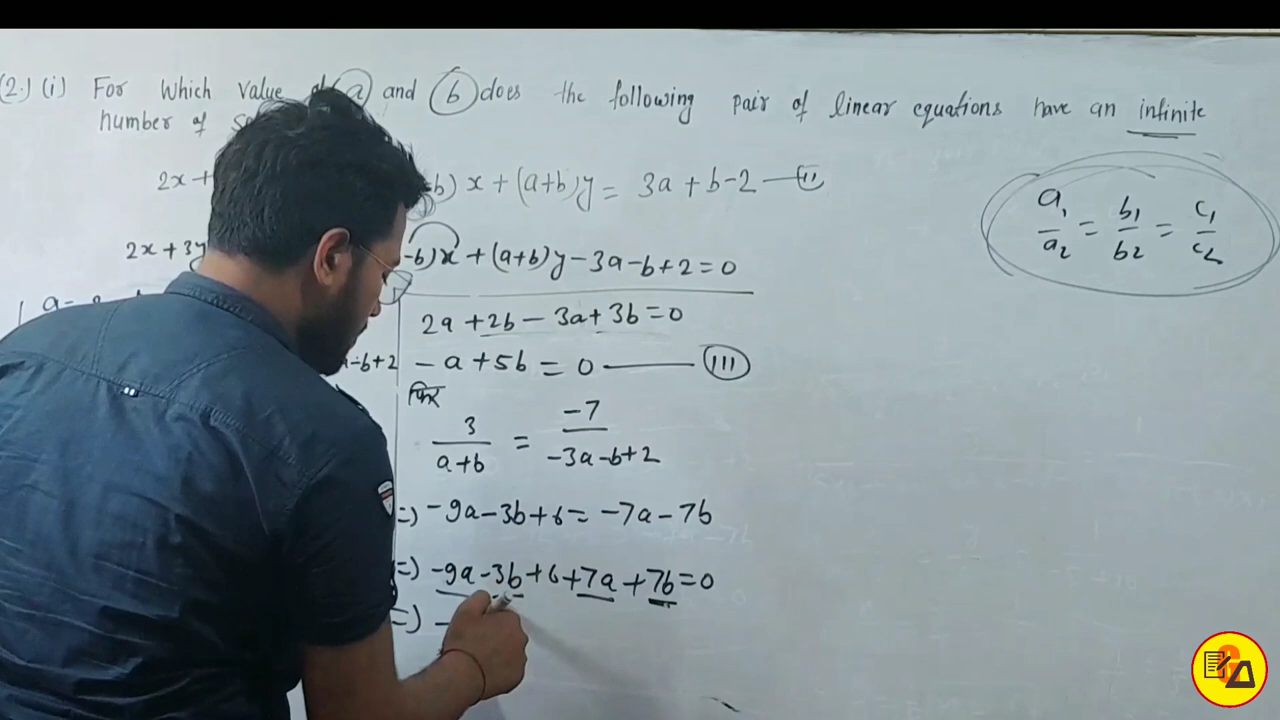 (2.) (i) For Which Value (a) and (b) does the following pair of linear equations have an infinite
number of
2x + b) x + (a+b)y = 3a + b - 2 — (ii)
a₁/a₂ = b₁/b₂ = c₁/c₂
2x + 3y -b) x + (a+b)y - 3a - b + 2 = 0
2a + 2b - 3a + 3b = 0
-b+2 - a + 5b = 0 — (III)
फिर
3/(a+b) = -7/(-3a-b+2)
=) -9a - 3b + 6 = -7a - 7b
=) -9a - 3b + 6 + 7a + 7b = 0
=) -